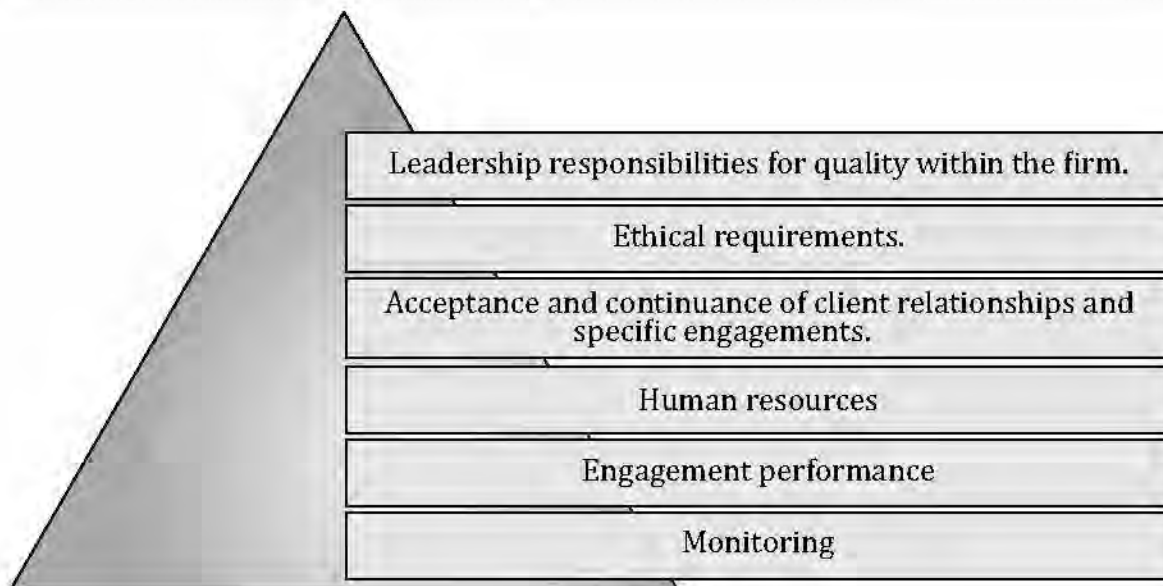 Leadership responsibilities for quality within the firm.
Ethical requirements.
Acceptance and continuance of client relationships and
specific engagements.
Human resources
Engagement performance
Monitoring